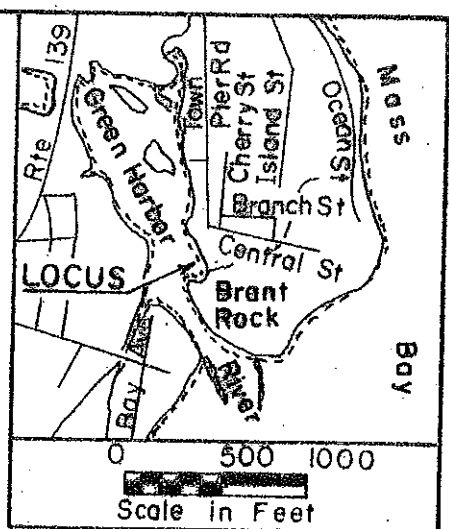 Rte 139
Green Harbor
Town Pier Rd
Cherry St
Island St
Ocean St
Mass Bay
Branch St
Central St
LOCUS
Brant
Rock
Bay Ave
River
0 500 1000
Scale in Feet